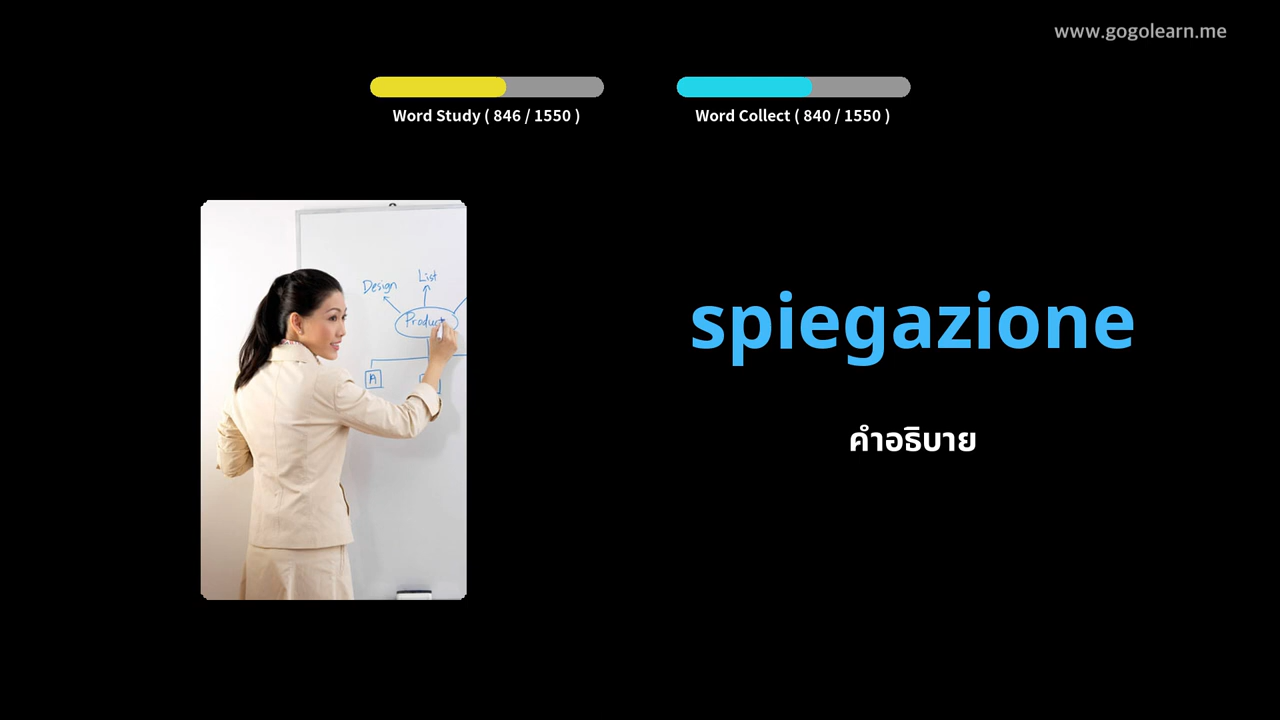 www.gogolearn.me
Word Study ( 846 / 1550 )
Word Collect ( 840 / 1550 )
Design
List
Product
A
spiegazione
คำอธิบาย